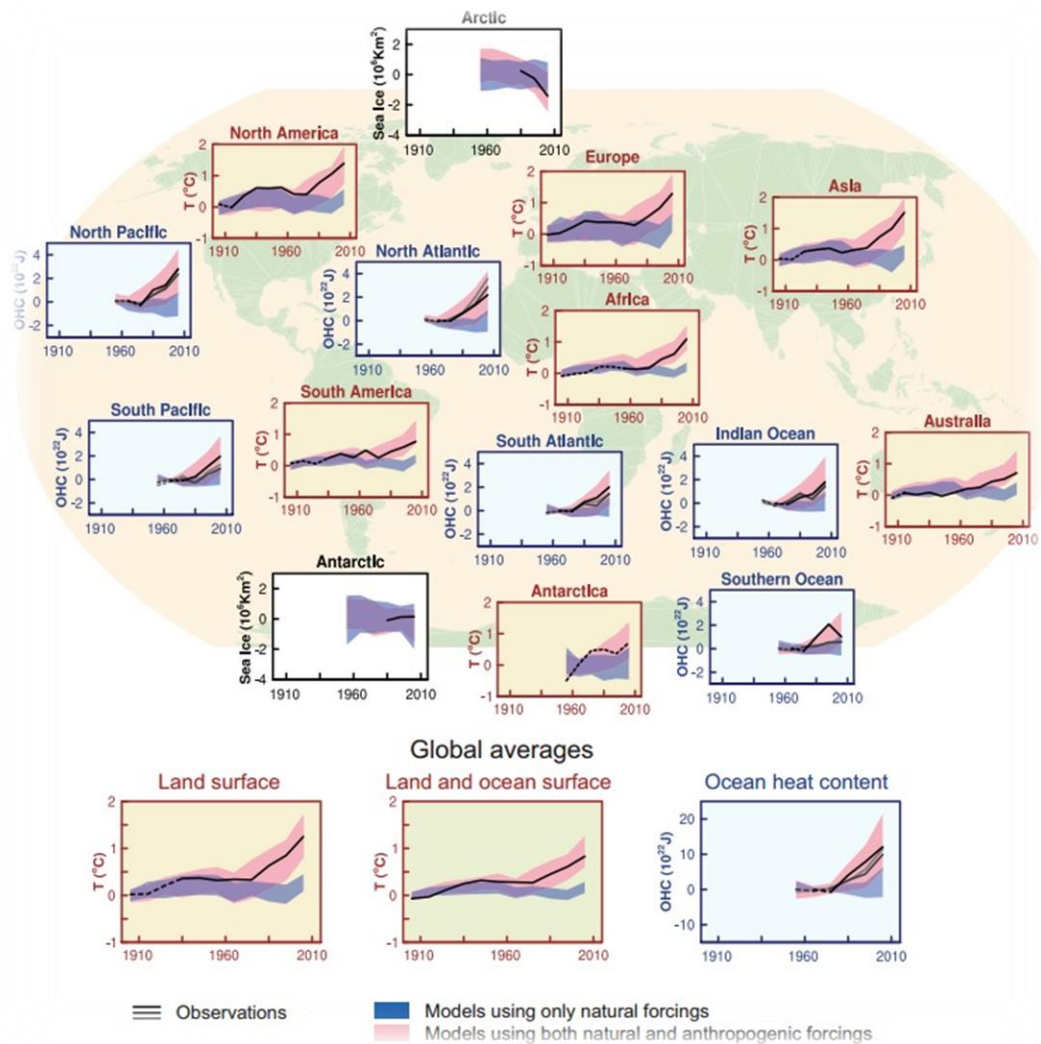 Arctic
Sea Ice (10⁶Km²)
2
0
-2
-4
1910 1960 2010
North America
T (°C)
2
1
0
-1
1910 1960 2010
Europe
T (°C)
2
1
0
-1
1910 1960 2010
Asia
T (°C)
2
1
0
-1
1910 1960 2010
North Pacific
OHC (10²²J)
4
2
0
-2
1910 1960 2010
North Atlantic
OHC (10²²J)
4
2
0
-2
1910 1960 2010
Africa
T (°C)
2
1
0
-1
1910 1960 2010
South Pacific
OHC (10²²J)
4
2
0
-2
1910 1960 2010
South America
T (°C)
2
1
0
-1
1910 1960 2010
South Atlantic
OHC (10²²J)
4
2
0
-2
1910 1960 2010
Indian Ocean
OHC (10²²J)
4
2
0
-2
1910 1960 2010
Australia
T (°C)
2
1
0
-1
1910 1960 2010
Antarctic
Sea Ice (10⁶Km²)
2
0
-2
-4
1910 1960 2010
Antarctica
T (°C)
2
1
0
-1
1910 1960 2010
Southern Ocean
OHC (10²²J)
4
2
0
-2
1910 1960 2010
Global averages
Land surface
T (°C)
2
1
0
-1
1910 1960 2010
Land and ocean surface
T (°C)
2
1
0
-1
1910 1960 2010
Ocean heat content
OHC (10²²J)
20
10
0
-10
1910 1960 2010
Observations
Models using only natural forcings
Models using both natural and anthropogenic forcings